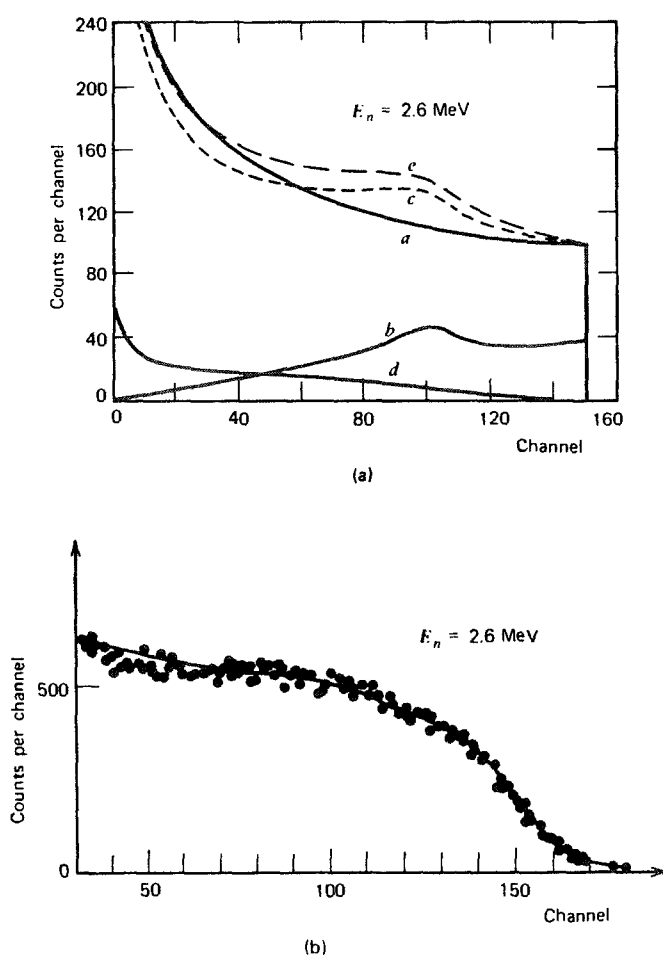 240
200
160
120
80
40
0
Counts per channel
E_n = 2.6 MeV
e
c
a
b
d
0
40
80
120
160
Channel
(a)
500
0
Counts per channel
E_n = 2.6 MeV
50
100
150
Channel
(b)